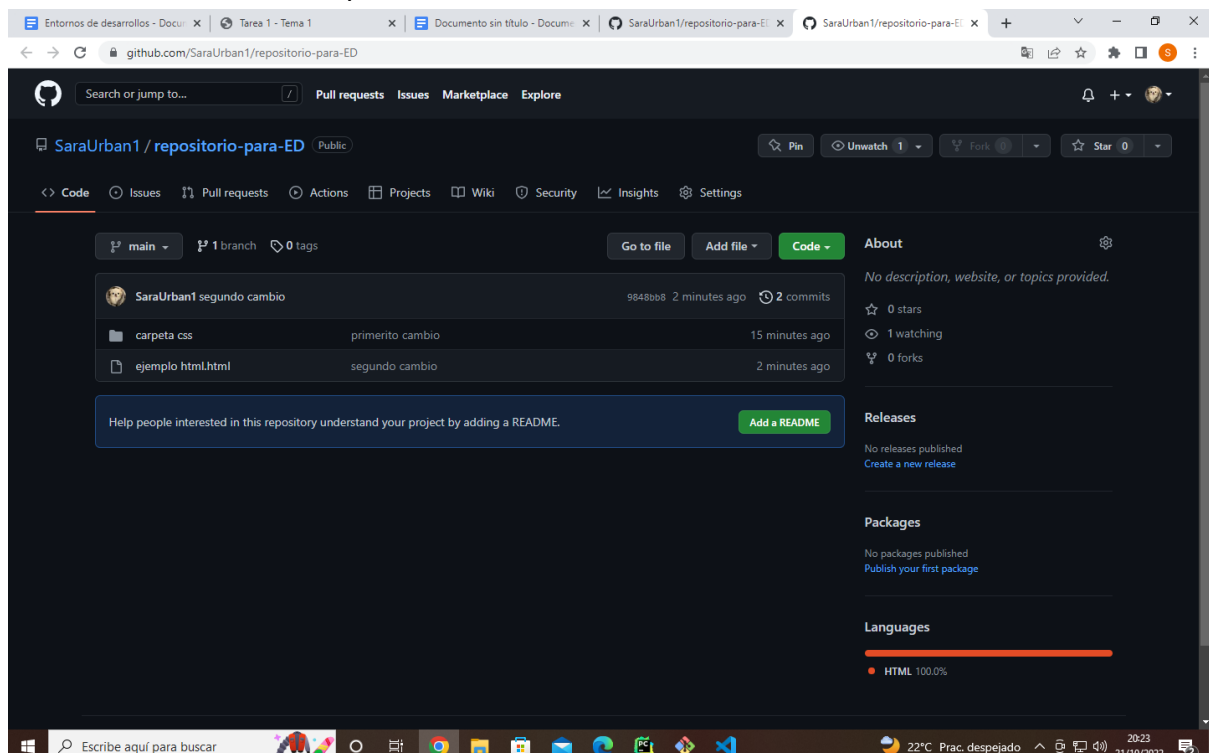 Entornos de desarrollos - Docur
Tarea 1 - Tema 1
Documento sin título - Docume
SaraUrban1/repositorio-para-E
SaraUrban1/repositorio-para-E
github.com/SaraUrban1/repositorio-para-ED
S
Search or jump to...
/
Pull requests Issues Marketplace Explore
SaraUrban1 / repositorio-para-ED Public
Pin
Unwatch 1
Fork 0
Star 0
Code Issues Pull requests Actions Projects Wiki Security Insights Settings
main 1 branch 0 tags
Go to file Add file Code
About
No description, website, or topics provided.
SaraUrban1 segundo cambio 9848bb8 2 minutes ago 2 commits
0 stars
carpeta css primerito cambio 15 minutes ago
1 watching
ejemplo html.html segundo cambio 2 minutes ago
0 forks
Help people interested in this repository understand your project by adding a README. Add a README
Releases
No releases published
Create a new release
Packages
No packages published
Publish your first package
Languages
HTML 100.0%
Escribe aquí para buscar
22°C Prac. despejado
20:23
21/10/2022